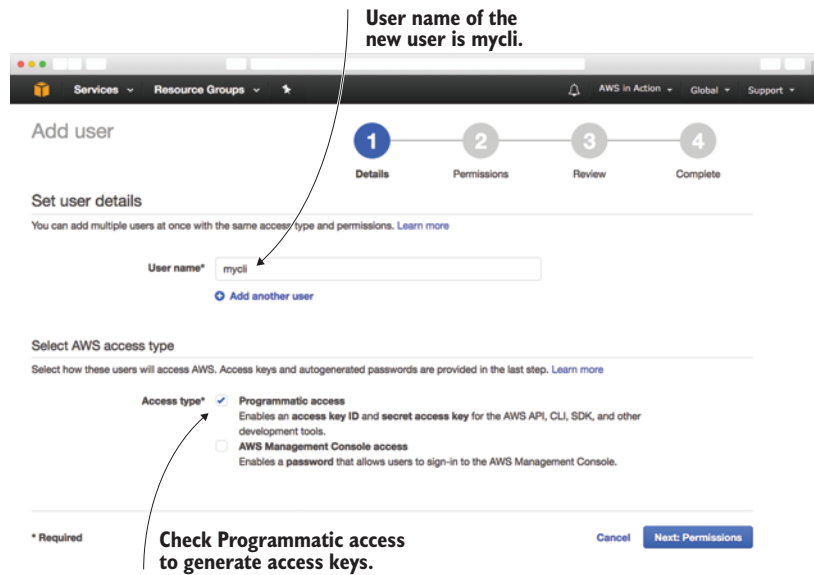 User name of the
new user is mycli.
Services
Resource Groups
AWS in Action
Global
Support
Add user
1
2
3
4
Details
Permissions
Review
Complete
Set user details
You can add multiple users at once with the same access type and permissions. Learn more
User name*
mycli
Add another user
Select AWS access type
Select how these users will access AWS. Access keys and autogenerated passwords are provided in the last step. Learn more
Access type*
Programmatic access
Enables an access key ID and secret access key for the AWS API, CLI, SDK, and other
development tools.
AWS Management Console access
Enables a password that allows users to sign-in to the AWS Management Console.
* Required
Cancel
Next: Permissions
Check Programmatic access
to generate access keys.